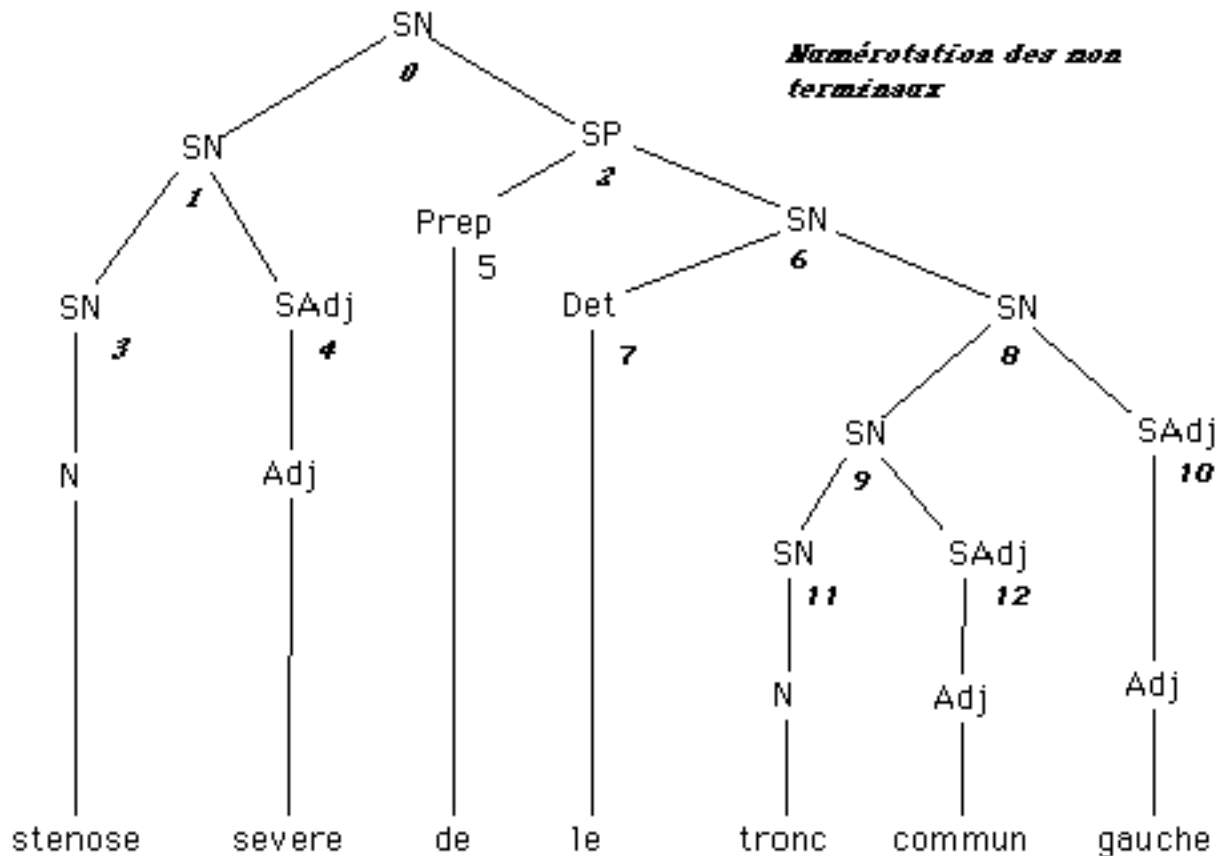 SN
Numérotation des non
0
terminaux
SP
SN
2
1
Prep
SN
5
6
SN
SAdj
Det
SN
3
4
7
8
SN
SAdj
N
Adj
9
10
SN
SAdj
11
12
N
Adj
Adj
stenose severe de le tronc commun gauche